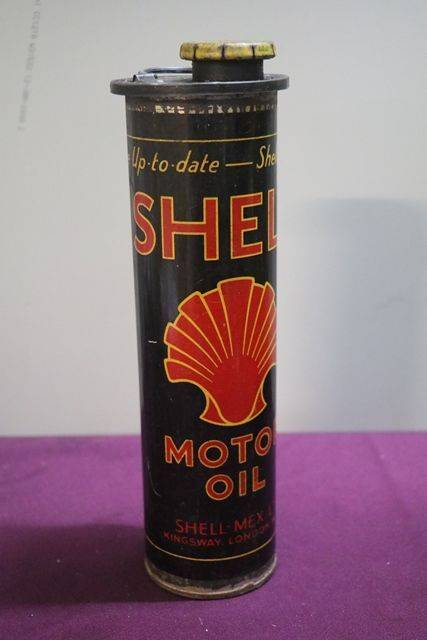 Up-to-date — She
SHEL
MOTO
OIL
SHELL-MEX L
KINGSWAY, LONDON